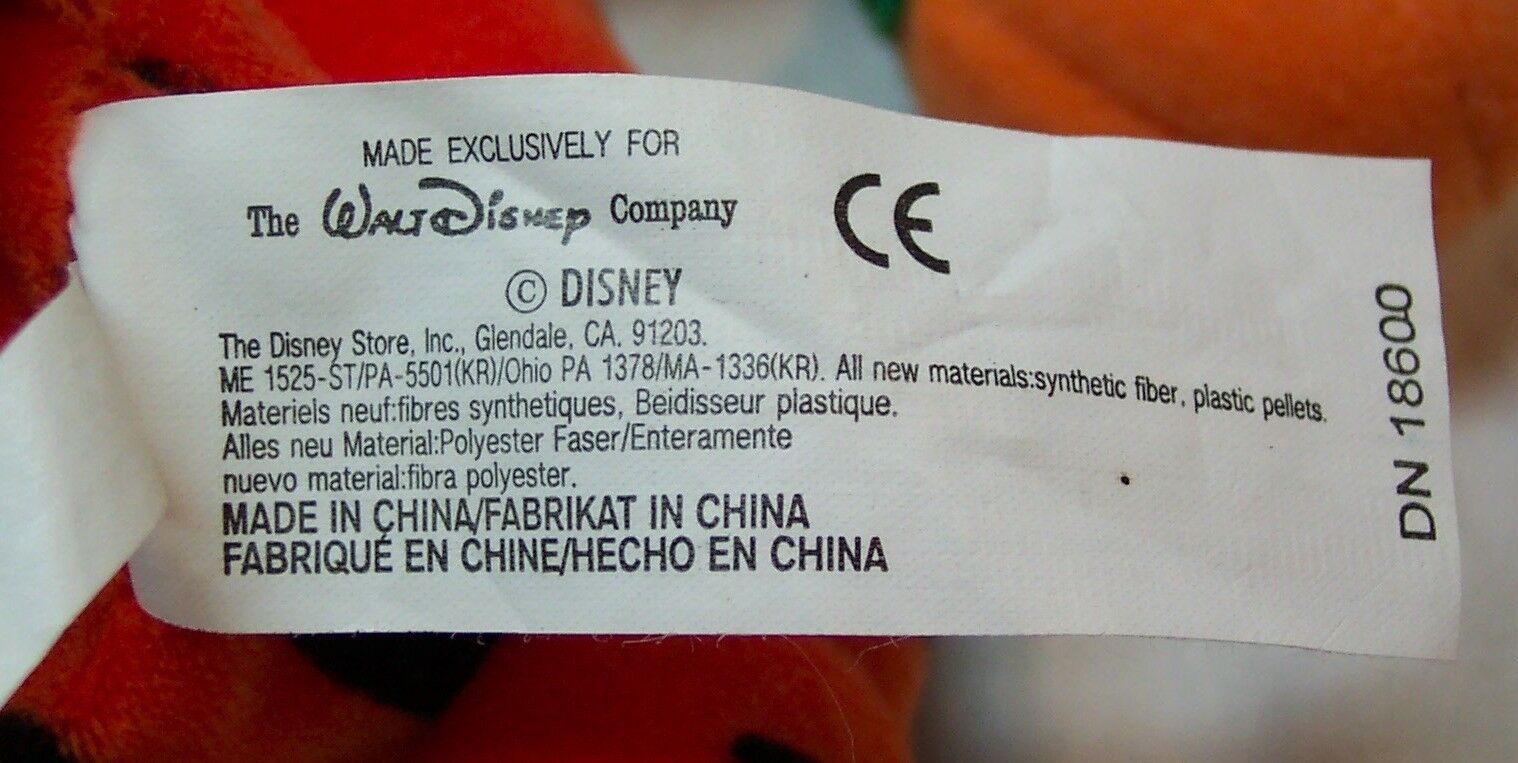 MADE EXCLUSIVELY FOR
The WALT DISNEY Company
CE
© DISNEY
The Disney Store, Inc., Glendale, CA. 91203.
ME 1525-ST/PA-5501(KR)/Ohio PA 1378/MA-1336(KR). All new materials:synthetic fiber, plastic pellets.
Materiels neuf:fibres synthetiques, Beidisseur plastique.
Alles neu Material:Polyester Faser/Enteramente
nuevo material:fibra polyester.
MADE IN CHINA/FABRIKAT IN CHINA
FABRIQUÉ EN CHINE/HECHO EN CHINA
DN 18600